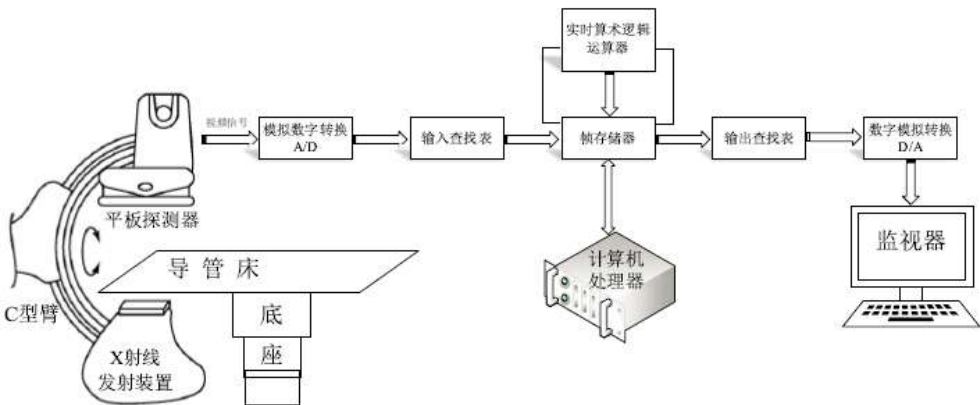 实时算术逻辑
运算器
视频信号
模拟数字转换
A/D
输入查找表
帧存储器
输出查找表
数字模拟转换
D/A
平板探测器
监视器
导管床
计算机
处理器
C型臂
底
座
X射线
发射装置